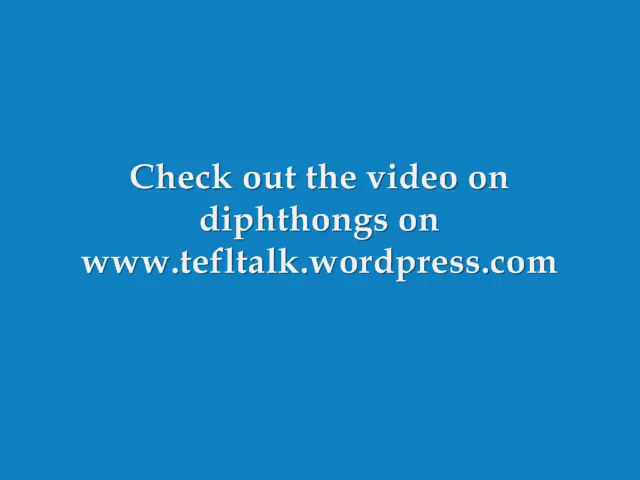 Check out the video on
diphthongs on
www.tefltalk.wordpress.com